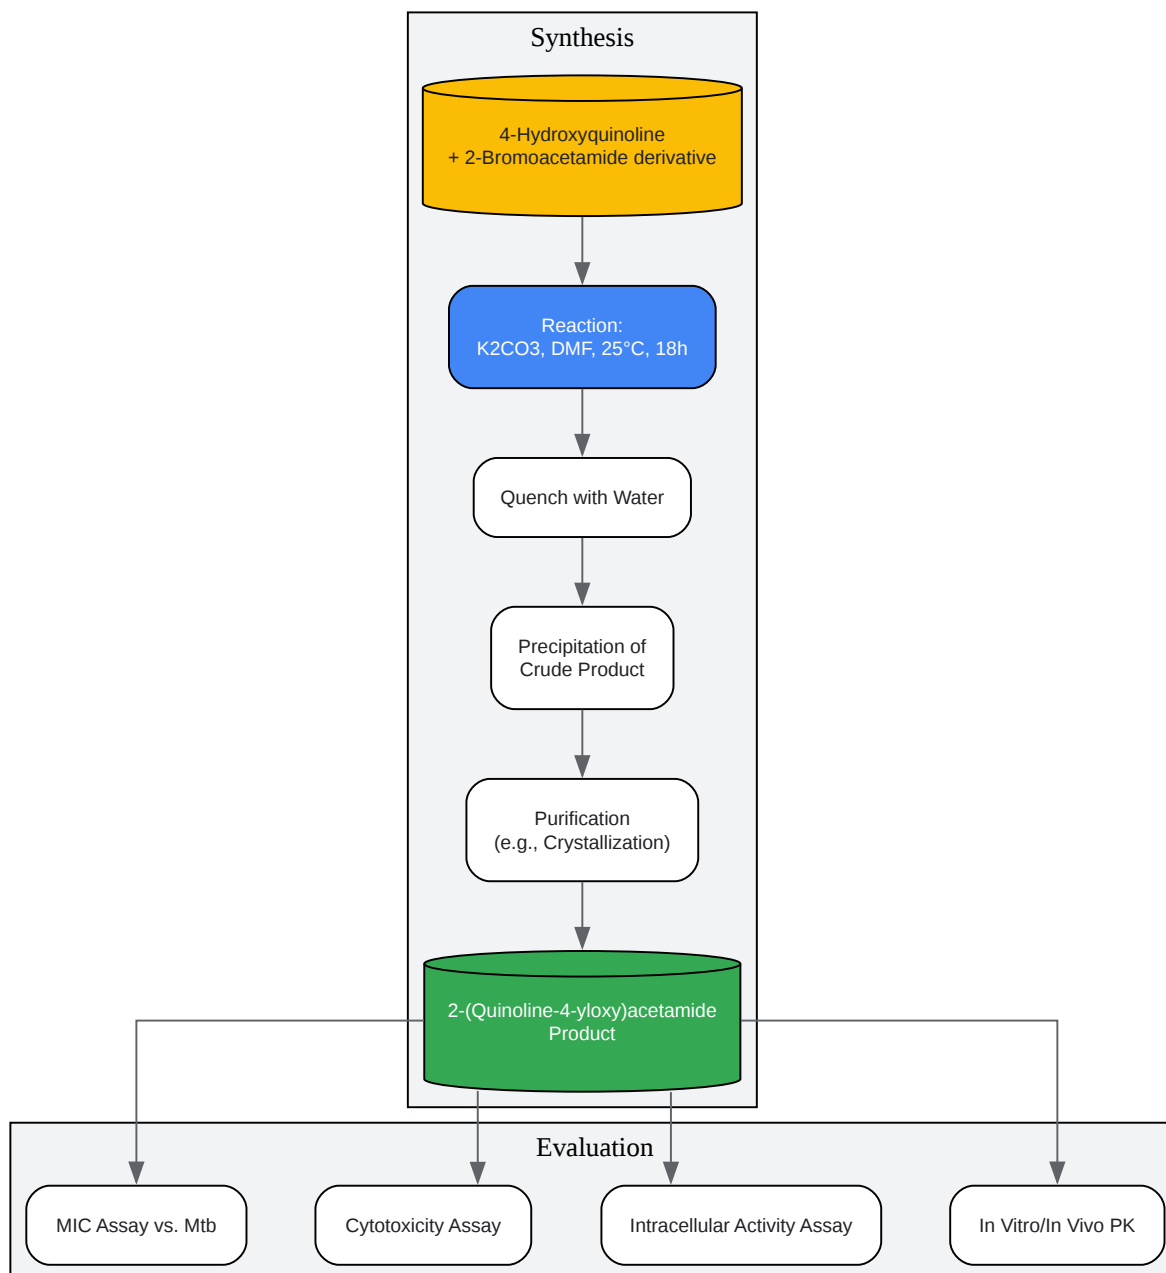 Synthesis
4-Hydroxyquinoline
+ 2-Bromoacetamide derivative
Reaction:
K2CO3, DMF, 25°C, 18h
Quench with Water
Precipitation of
Crude Product
Purification
(e.g., Crystallization)
2-(Quinoline-4-yloxy)acetamide
Product
Evaluation
MIC Assay vs. Mtb
Cytotoxicity Assay
Intracellular Activity Assay
In Vitro/In Vivo PK